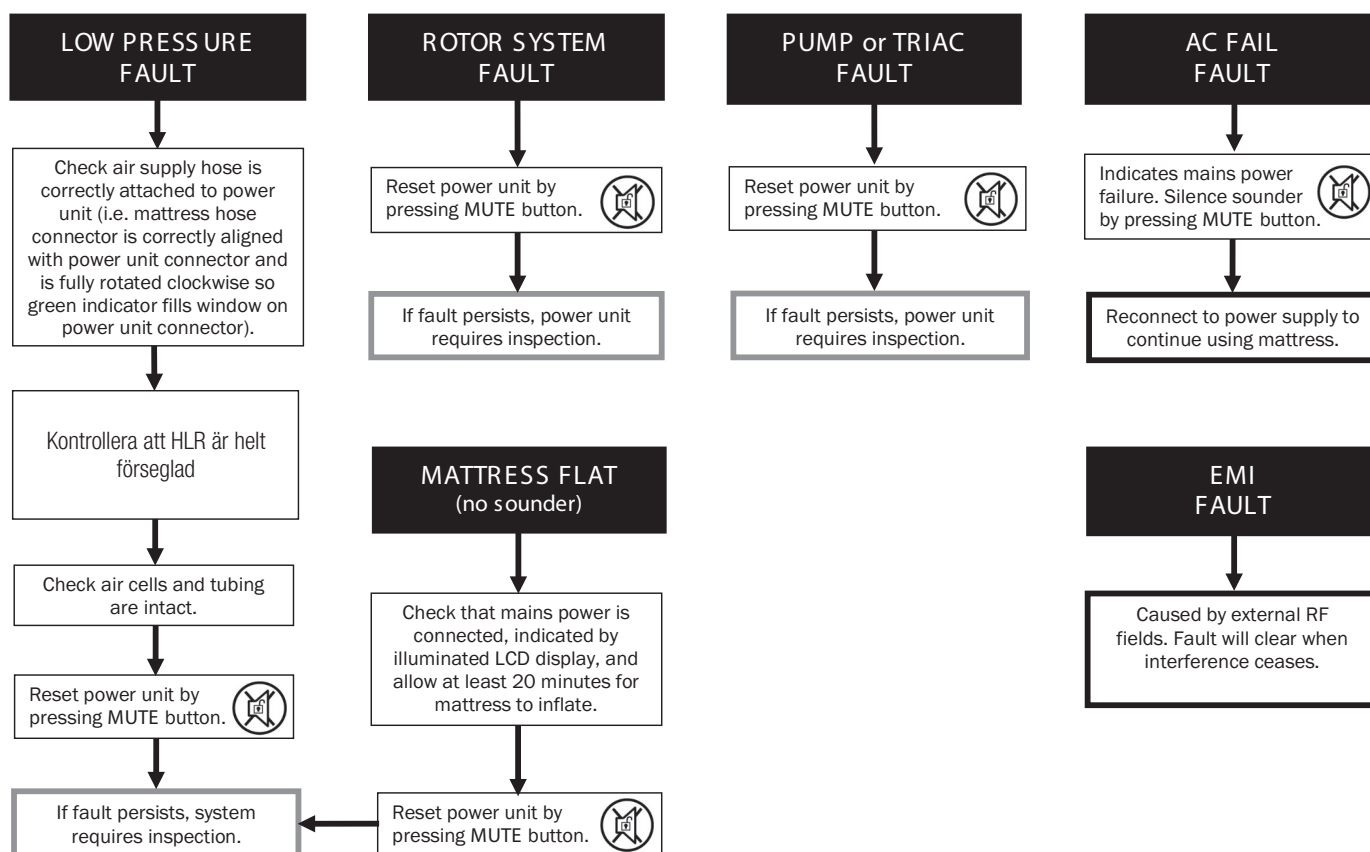 LOW PRESSURE
FAULT
Check air supply hose is
correctly attached to power
unit (i.e. mattress hose
connector is correctly aligned
with power unit connector and
is fully rotated clockwise so
green indicator fills window on
power unit connector).
Kontrollera att HLR är helt
förseglad
Check air cells and tubing
are intact.
Reset power unit by
pressing MUTE button.
If fault persists, system
requires inspection.
ROTOR SYSTEM
FAULT
Reset power unit by
pressing MUTE button.
If fault persists, power unit
requires inspection.
MATTRESS FLAT
(no sounder)
Check that mains power is
connected, indicated by
illuminated LCD display, and
allow at least 20 minutes for
mattress to inflate.
Reset power unit by
pressing MUTE button.
PUMP or TRIAC
FAULT
Reset power unit by
pressing MUTE button.
If fault persists, power unit
requires inspection.
AC FAIL
FAULT
Indicates mains power
failure. Silence sounder
by pressing MUTE button.
Reconnect to power supply to
continue using mattress.
EMI
FAULT
Caused by external RF
fields. Fault will clear when
interference ceases.